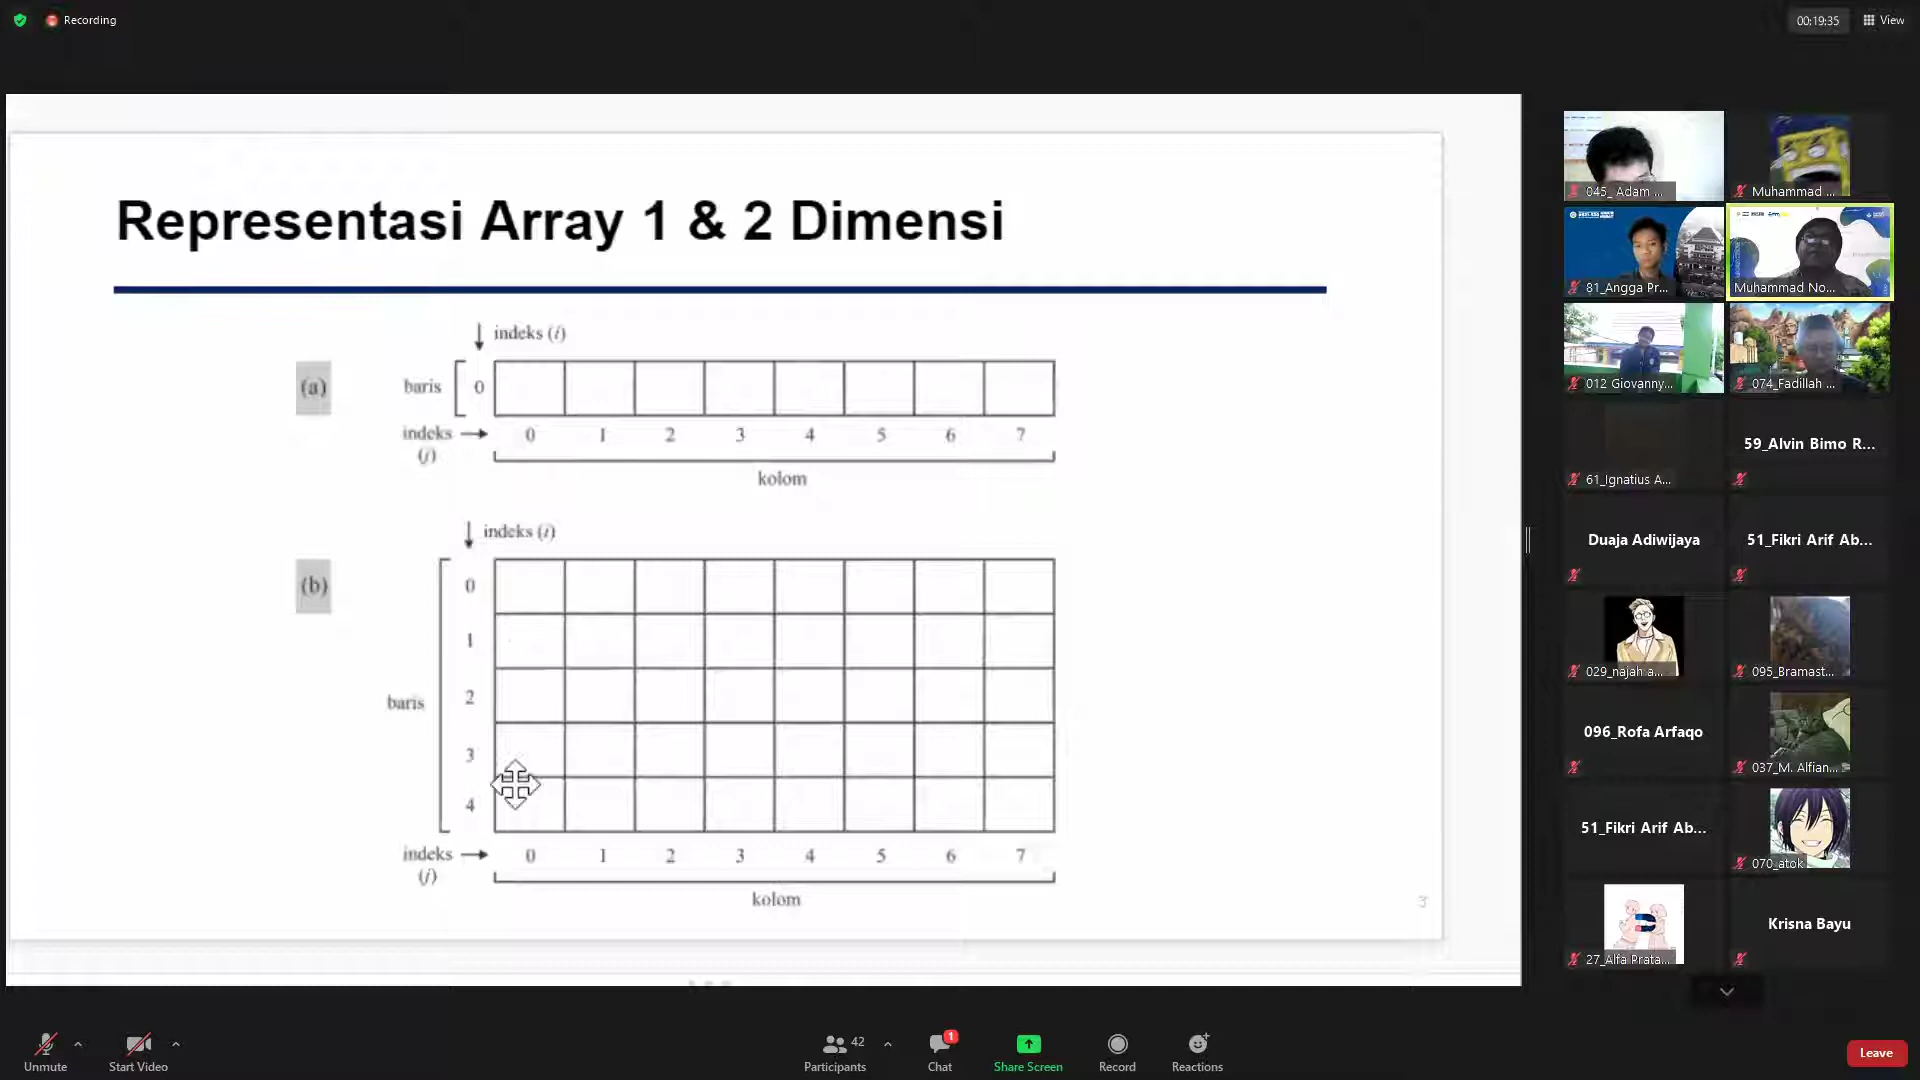 Recording
00:19:35
View
Representasi Array 1 & 2 Dimensi
indeks (i)
(a)
baris
0
indeks
(j)
0 1 2 3 4 5 6 7
kolom
indeks (i)
(b)
0
1
baris
2
3
4
indeks
(j)
0 1 2 3 4 5 6 7
kolom
3
045_ Adam ...
Muhammad ...
81_Angga Pr...
Muhammad No...
012 Giovanny...
074_Fadillah ...
61_Ignatius A...
59_Alvin Bimo R...
Duaja Adiwijaya
51_Fikri Arif Ab...
029_najah a...
095_Bramast...
096_Rofa Arfaqo
037_M. Alfian...
51_Fikri Arif Ab...
070_atok
27_Alfa Prata...
Krisna Bayu
Unmute
Start Video
42
Participants
1
Chat
Share Screen
Record
Reactions
Leave